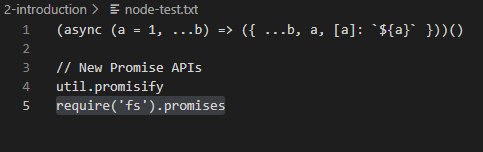 2-introduction > node-test.txt
1 (async (a = 1, ...b) => ({ ...b, a, [a]: `${a}` }))()
2
3 // New Promise APIs
4 util.promisify
5 require('fs').promises